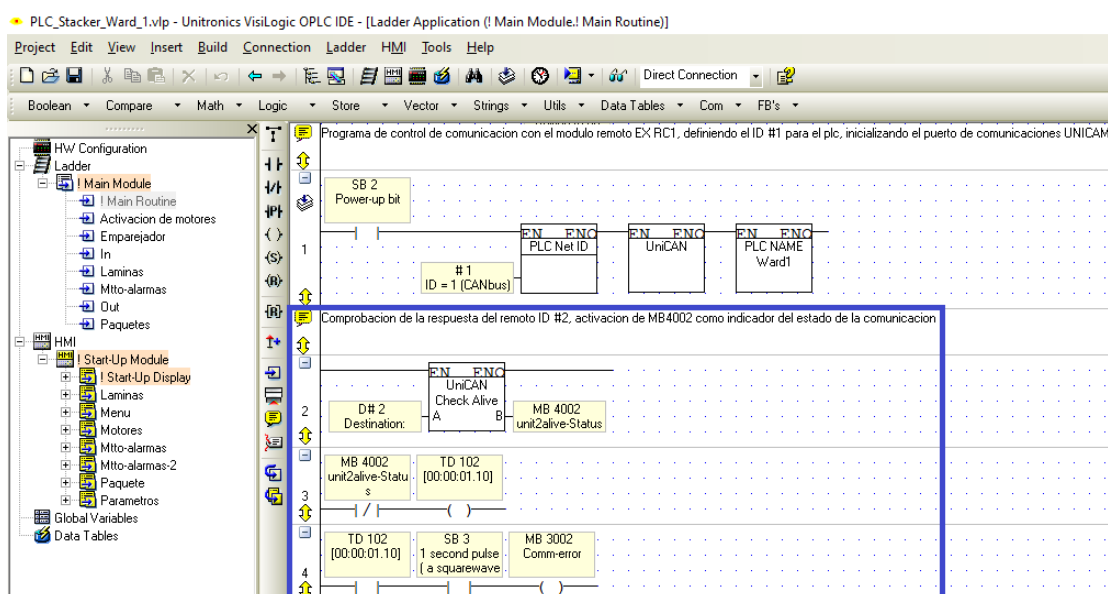 PLC_Stacker_Ward_1.vlp - Unitronics VisiLogic OPLC IDE - [Ladder Application (! Main Module.! Main Routine)]
Project Edit View Insert Build Connection Ladder HMI Tools Help
Direct Connection
Boolean Compare Math Logic Store Vector Strings Utils Data Tables Com FB's
HW Configuration
Ladder
! Main Module
! Main Routine
Activacion de motores
Emparejador
In
Laminas
Mtto-alarmas
Out
Paquetes
HMI
! Start-Up Module
! Start-Up Display
Laminas
Menu
Motores
Mtto-alarmas
Mtto-alarmas-2
Paquete
Parametros
Global Variables
Data Tables
Programa de control de comunicacion con el modulo remoto EX RC1, definiendo el ID #1 para el plc, inicializando el puerto de comunicaciones UNICAM
1
SB 2
Power-up bit
EN ENO
PLC Net ID
# 1
ID = 1 (CANbus)
EN ENO
UniCAN
EN ENO
PLC NAME
Ward1
Comprobacion de la respuesta del remoto ID #2, activacion de MB4002 como indicador del estado de la comunicacion
2
EN ENO
UniCAN
Check Alive
A B
D# 2
Destination:
MB 4002
unit2alive-Status
3
MB 4002
unit2alive-Statu
s
TD 102
[00:00:01.10]
4
TD 102
[00:00:01.10]
SB 3
1 second pulse
( a squarewave
MB 3002
Comm-error